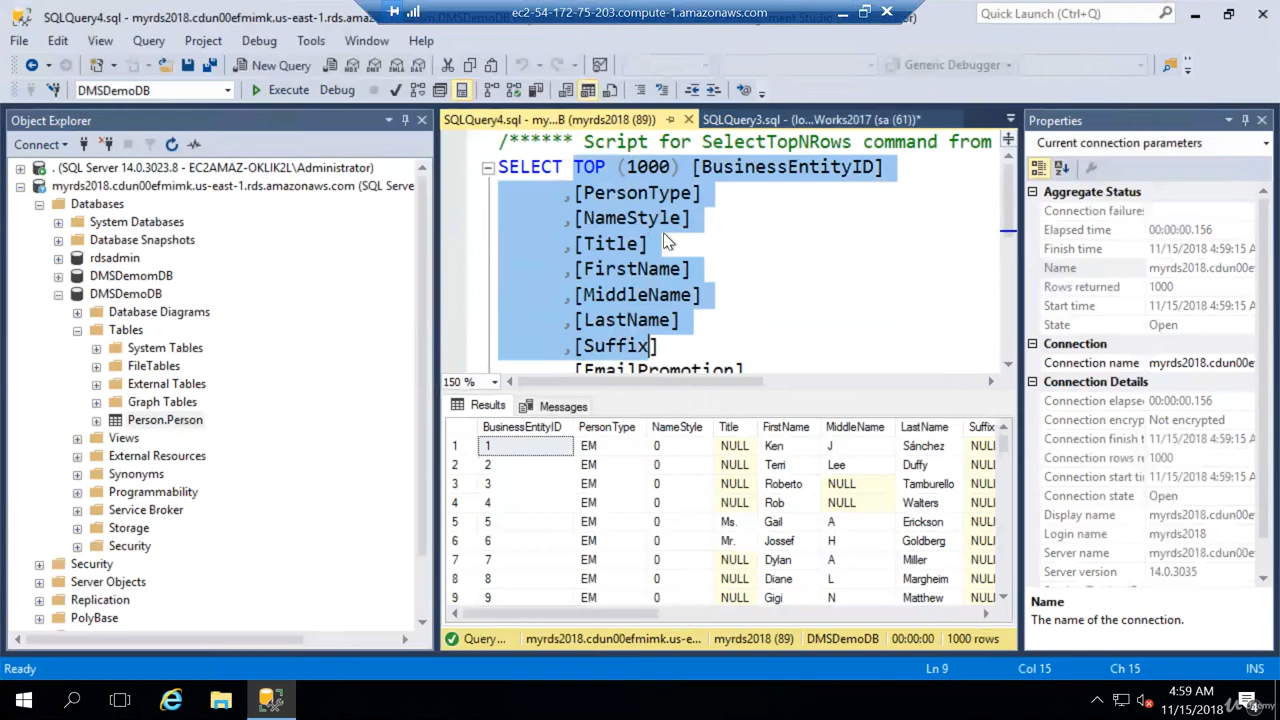 ec2-54-172-75-203.compute-1.amazonaws.com
SQLQuery4.sql - myrds2018.cdun00efmimk.us-east-1.rds.amazonaws.com
Quick Launch (Ctrl+Q)
File Edit View Query Project Debug Tools Window Help
New Query
Generic Debugger
DMSDemoDB
Execute Debug
Object Explorer
Connect
. (SQL Server 14.0.3023.8 - EC2AMAZ-OKLIK2L\Administrator)
myrds2018.cdun00efmimk.us-east-1.rds.amazonaws.com (SQL Serve
Databases
System Databases
Database Snapshots
rdsadmin
DMSDemomDB
DMSDemoDB
Database Diagrams
Tables
System Tables
FileTables
External Tables
Graph Tables
Person.Person
Views
External Resources
Synonyms
Programmability
Service Broker
Storage
Security
Security
Server Objects
Replication
PolyBase
SQLQuery4.sql - my...B (myrds2018 (89))
SQLQuery3.sql - (lo...Works2017 (sa (61))*
/****** Script for SelectTopNRows command from
SELECT TOP (1000) [BusinessEntityID]
,[PersonType]
,[NameStyle]
,[Title]
,[FirstName]
,[MiddleName]
,[LastName]
,[Suffix]
[EmailPromotion]
150 %
Results Messages
BusinessEntityID PersonType NameStyle Title FirstName MiddleName LastName Suffix
1 1 EM 0 NULL Ken J Sánchez NULI
2 2 EM 0 NULL Terri Lee Duffy NULI
3 3 EM 0 NULL Roberto NULL Tamburello NULI
4 4 EM 0 NULL Rob NULL Walters NULI
5 5 EM 0 Ms. Gail A Erickson NULI
6 6 EM 0 Mr. Jossef H Goldberg NULI
7 7 EM 0 NULL Dylan A Miller NULI
8 8 EM 0 NULL Diane L Margheim NULI
9 9 EM 0 NULL Gigi N Matthew NULI
Query... myrds2018.cdun00efmimk.us-e... myrds2018 (89) DMSDemoDB 00:00:00 1000 rows
Properties
Current connection parameters
Aggregate Status
Connection failures
Elapsed time 00:00:00.156
Finish time 11/15/2018 4:59:15 A
Name myrds2018.cdun00e
Rows returned 1000
Start time 11/15/2018 4:59:15 A
State Open
Connection
Connection name myrds2018.cdun00e
Connection Details
Connection elapse 00:00:00.156
Connection encryp Not encrypted
Connection finish t 11/15/2018 4:59:15 A
Connection rows re 1000
Connection start tir 11/15/2018 4:59:15 A
Connection state Open
Display name myrds2018.cdun00e
Login name myrds2018
Server name myrds2018.cdun00e
Server version 14.0.3035
Name
The name of the connection.
Ready Ln 9 Col 15 Ch 15 INS
4:59 AM
11/15/2018
4
Udemy